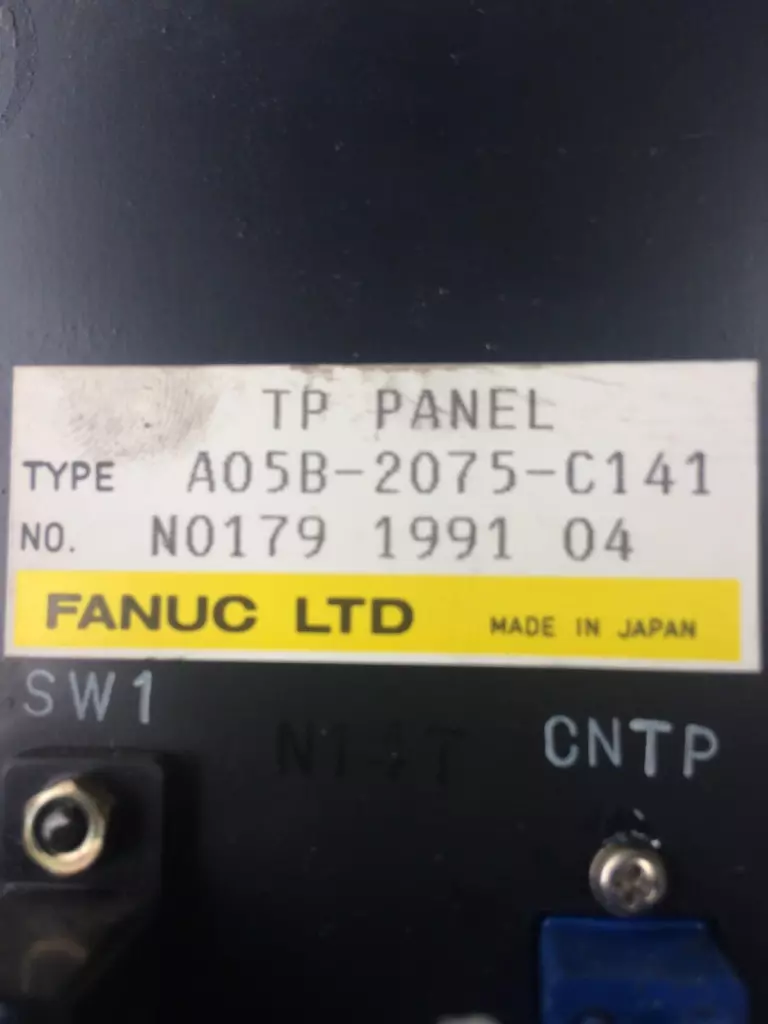 TP PANEL
TYPE A05B-2075-C141
NO. N0179 1991 04
FANUC LTD MADE IN JAPAN
SW1
CNTP